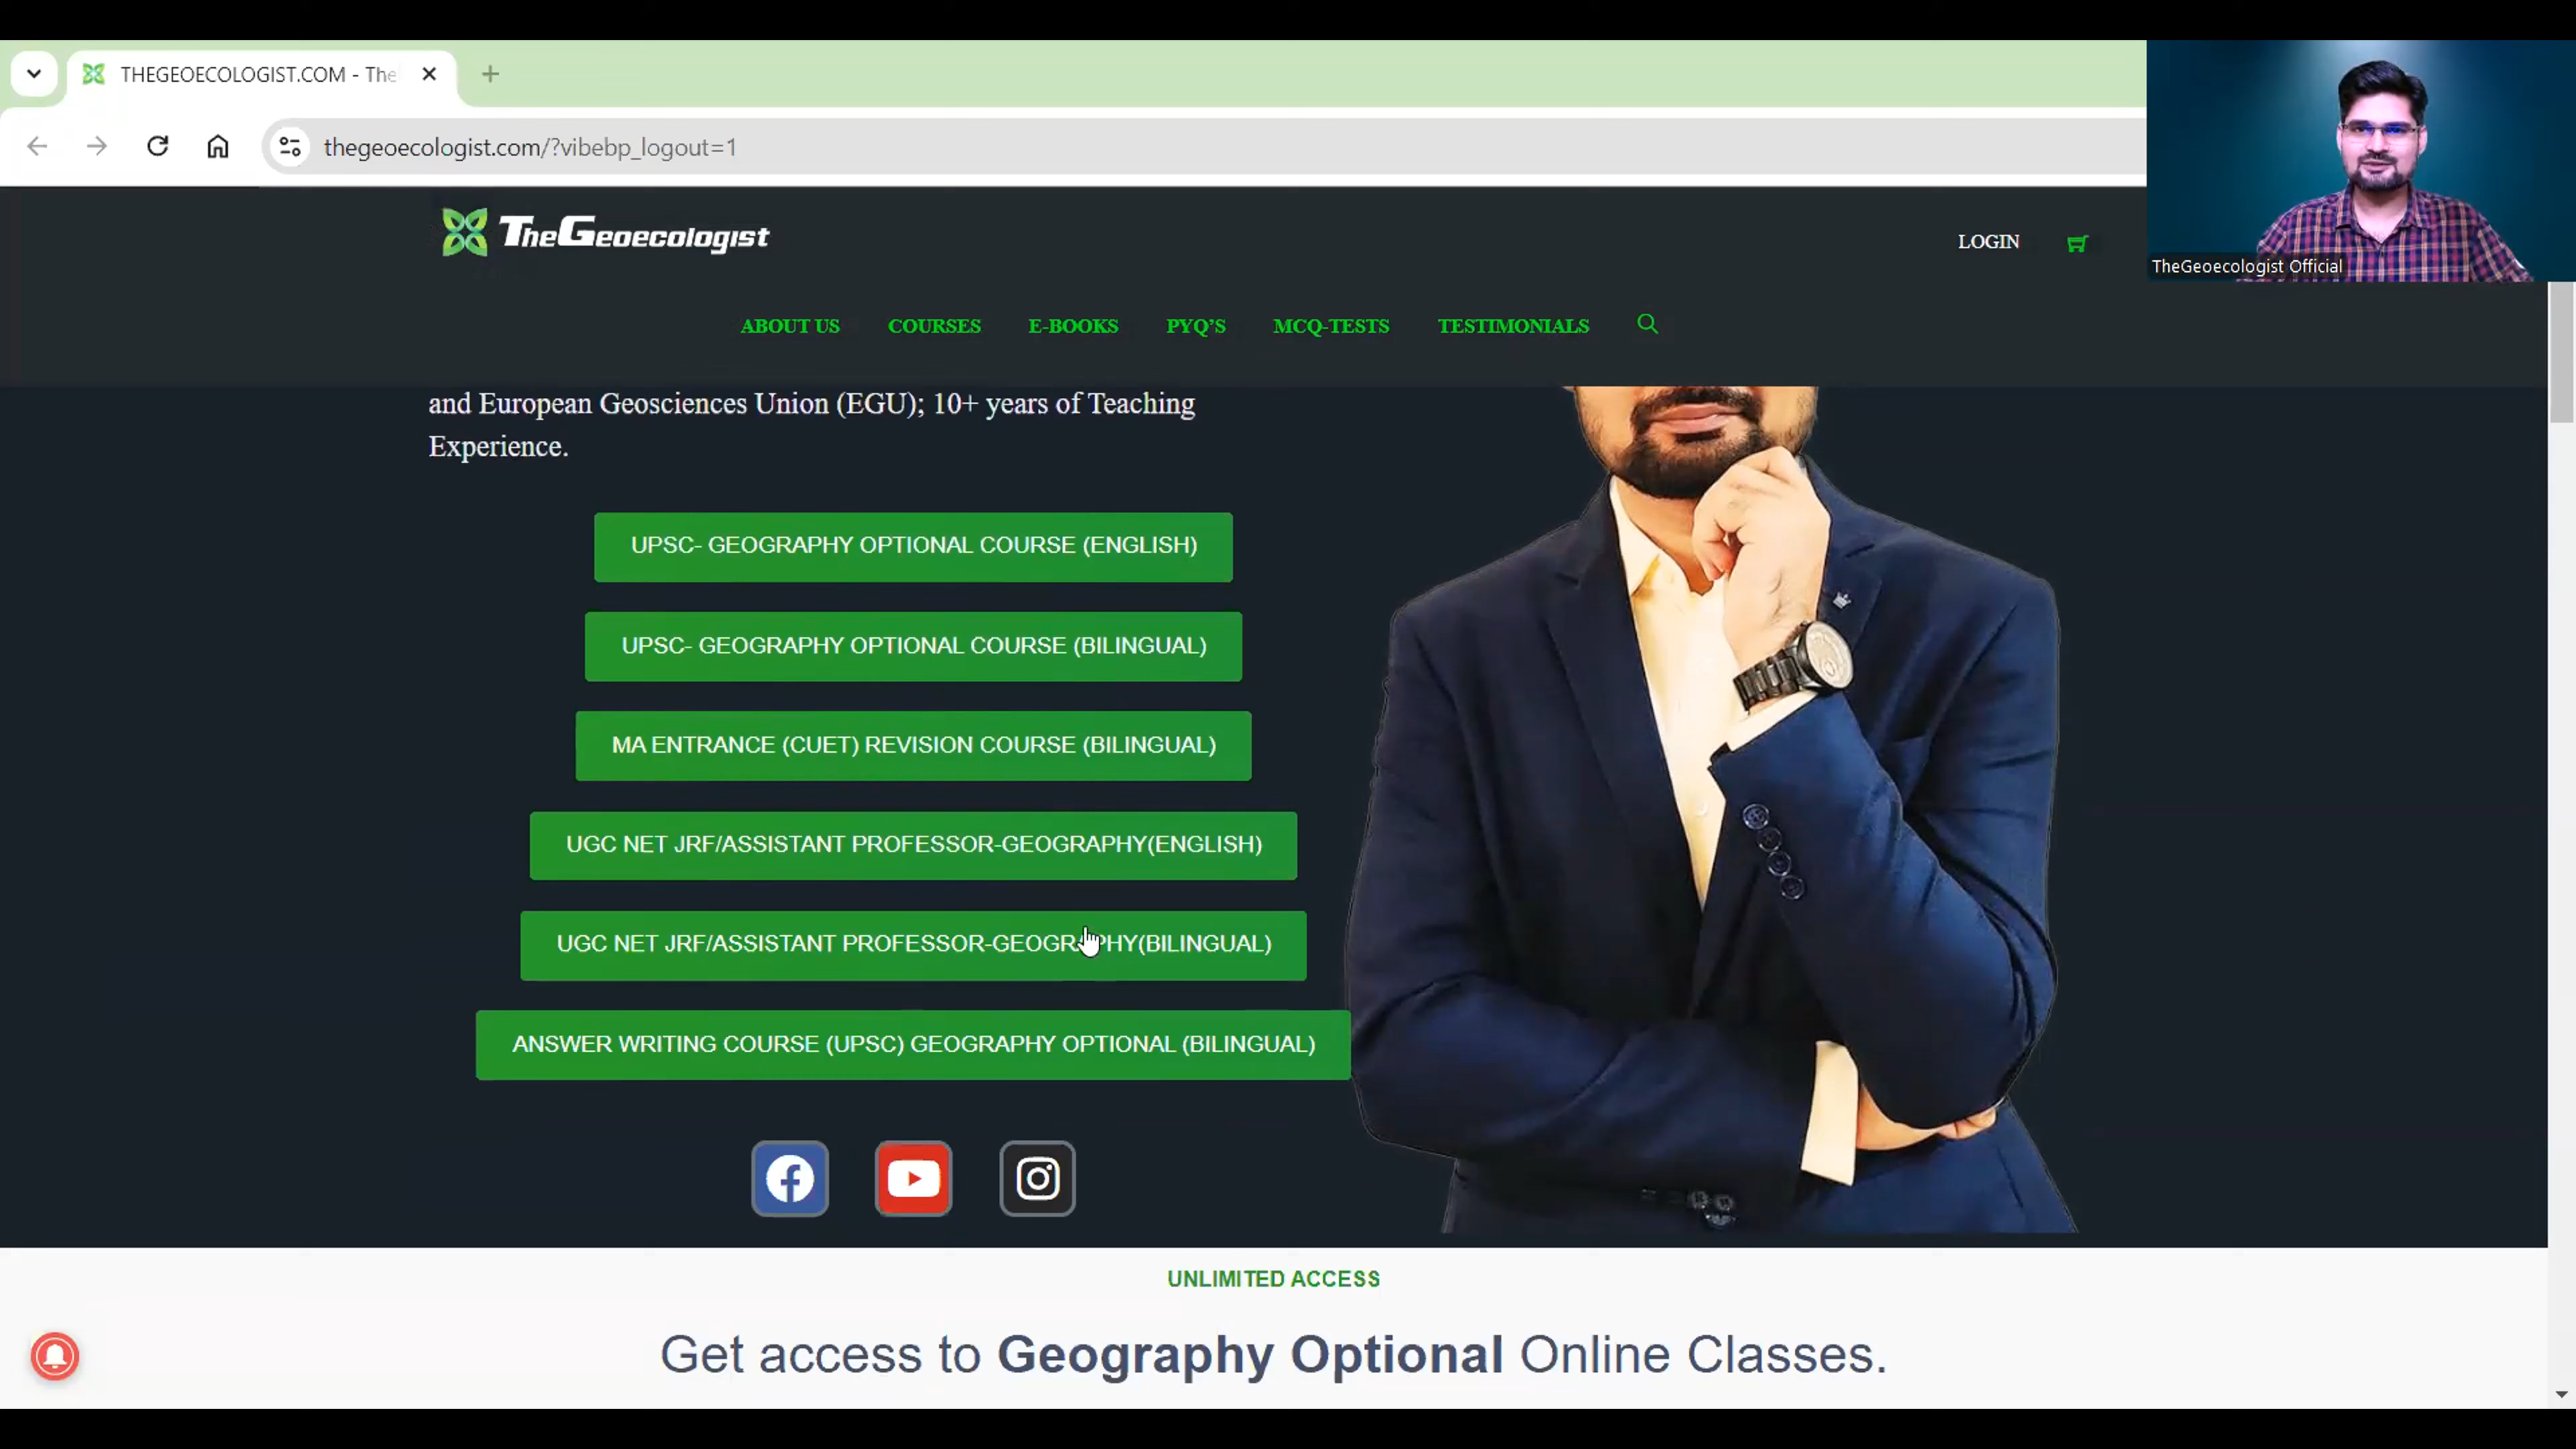 THEGEOECOLOGIST.COM - The
thegeoecologist.com/?vibebp_logout=1
TheGeoecologist
LOGIN
TheGeoecologist Official
ABOUT US COURSES E-BOOKS PYQ'S MCQ-TESTS TESTIMONIALS
and European Geosciences Union (EGU); 10+ years of Teaching
Experience.
UPSC- GEOGRAPHY OPTIONAL COURSE (ENGLISH)
UPSC- GEOGRAPHY OPTIONAL COURSE (BILINGUAL)
MA ENTRANCE (CUET) REVISION COURSE (BILINGUAL)
UGC NET JRF/ASSISTANT PROFESSOR-GEOGRAPHY(ENGLISH)
UGC NET JRF/ASSISTANT PROFESSOR-GEOGRAPHY(BILINGUAL)
ANSWER WRITING COURSE (UPSC) GEOGRAPHY OPTIONAL (BILINGUAL)
UNLIMITED ACCESS
Get access to Geography Optional Online Classes.